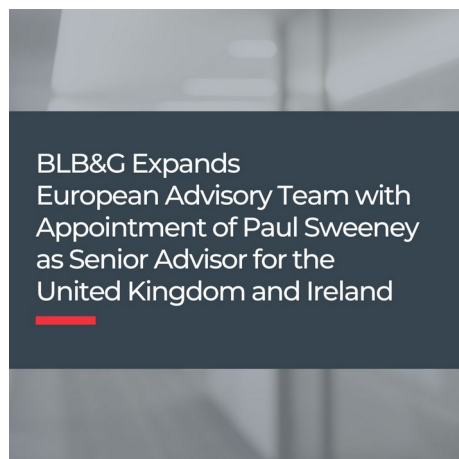 BLB&G Expands
European Advisory Team with
Appointment of Paul Sweeney
as Senior Advisor for the
United Kingdom and Ireland